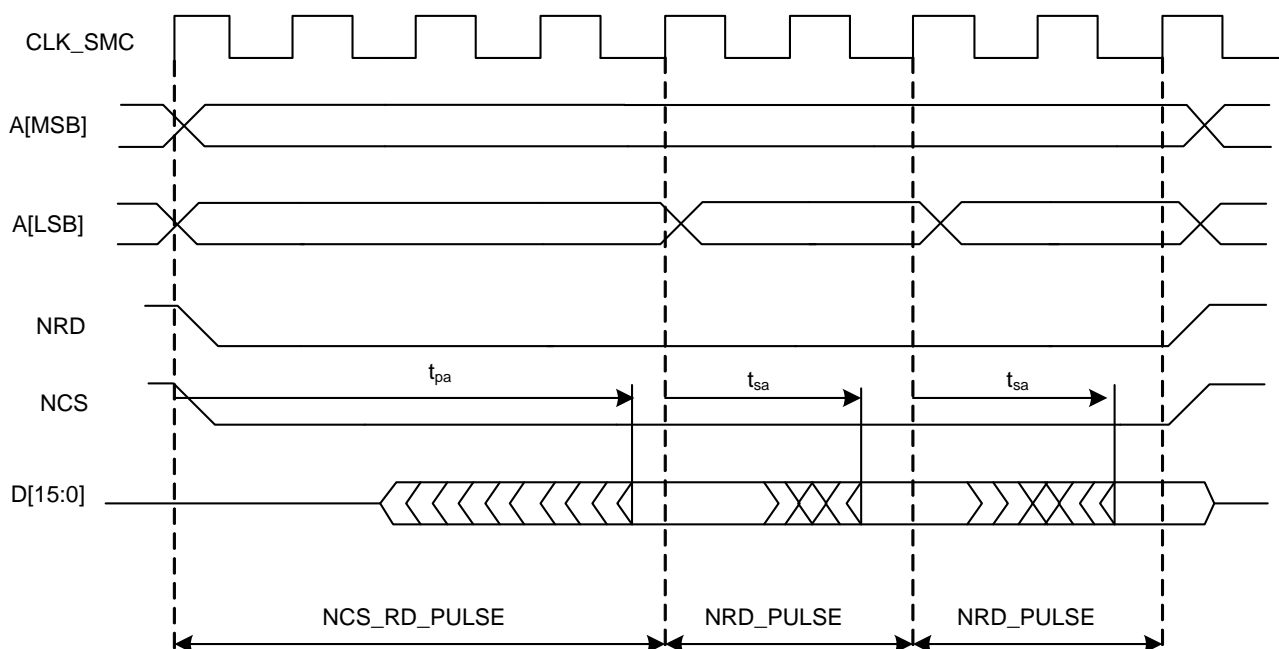 CLK_SMC
A[MSB]
A[LSB]
NRD
tpa
tsa
tsa
NCS
D[15:0]
NCS_RD_PULSE
NRD_PULSE
NRD_PULSE